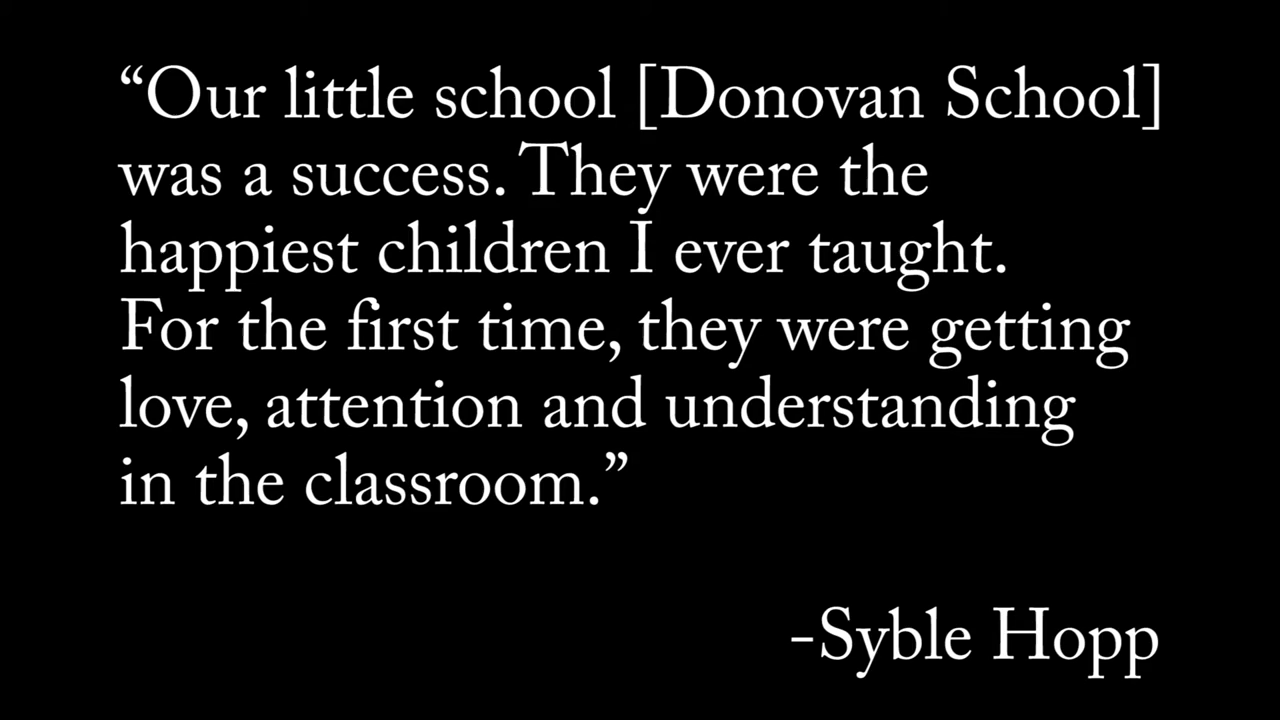 “Our little school [Donovan School]
was a success. They were the
happiest children I ever taught.
For the first time, they were getting
love, attention and understanding
in the classroom.”
-Syble Hopp